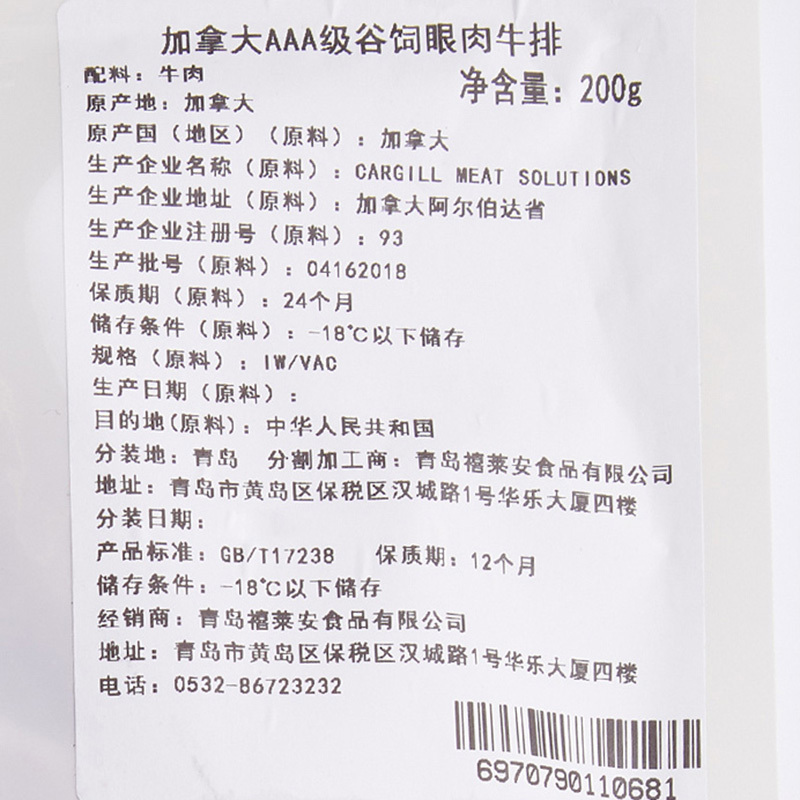 加拿大AAA级谷饲眼肉牛排
配料：牛肉
净含量：200g
原产地：加拿大
原产国（地区）（原料）：加拿大
生产企业名称（原料）：CARGILL MEAT SOLUTIONS
生产企业地址（原料）：加拿大阿尔伯达省
生产企业注册号（原料）：93
生产批号（原料）：04162018
保质期（原料）：24个月
储存条件（原料）：-18℃以下储存
规格（原料）：IW/VAC
生产日期（原料）：
目的地(原料)：中华人民共和国
分装地：青岛 分割加工商：青岛禧莱安食品有限公司
地址：青岛市黄岛区保税区汉城路1号华乐大厦四楼
分装日期：
产品标准：GB/T17238 保质期：12个月
储存条件：-18℃以下储存
经销商：青岛禧莱安食品有限公司
地址：青岛市黄岛区保税区汉城路1号华乐大厦四楼
电话：0532-86723232
6970790110681